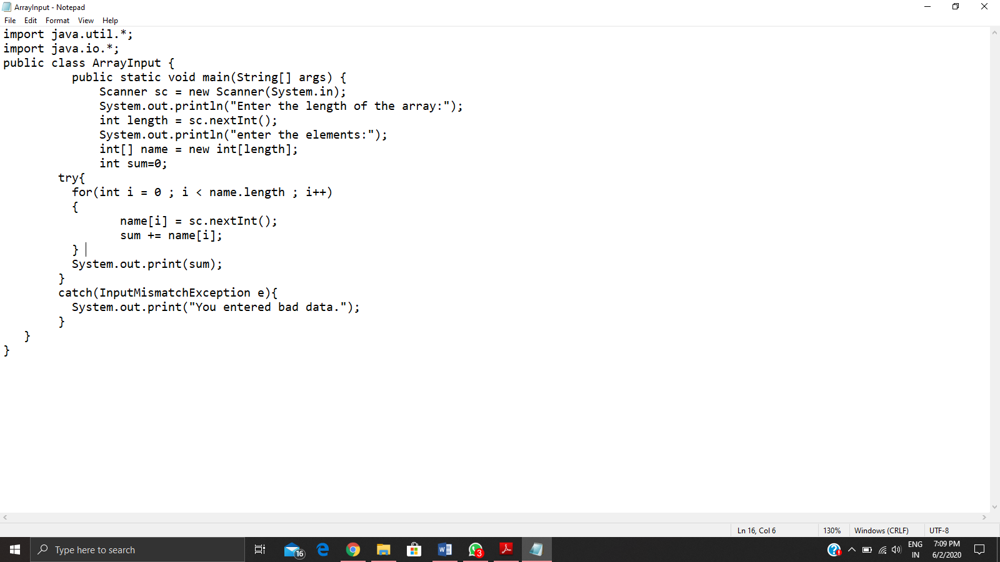 ArrayInput - Notepad
File Edit Format View Help
import java.util.*;
import java.io.*;
public class ArrayInput {
          public static void main(String[] args) {
              Scanner sc = new Scanner(System.in);
              System.out.println("Enter the length of the array:");
              int length = sc.nextInt();
              System.out.println("enter the elements:");
              int[] name = new int[length];
              int sum=0;
        try{
          for(int i = 0 ; i < name.length ; i++)
          {
                 name[i] = sc.nextInt();
                 sum += name[i];
          }
          System.out.print(sum);
        }
        catch(InputMismatchException e){
          System.out.print("You entered bad data.");
        }
   }
}
Ln 16, Col 6 130% Windows (CRLF) UTF-8
Type here to search 16 3 ENG IN 7:09 PM 6/2/2020